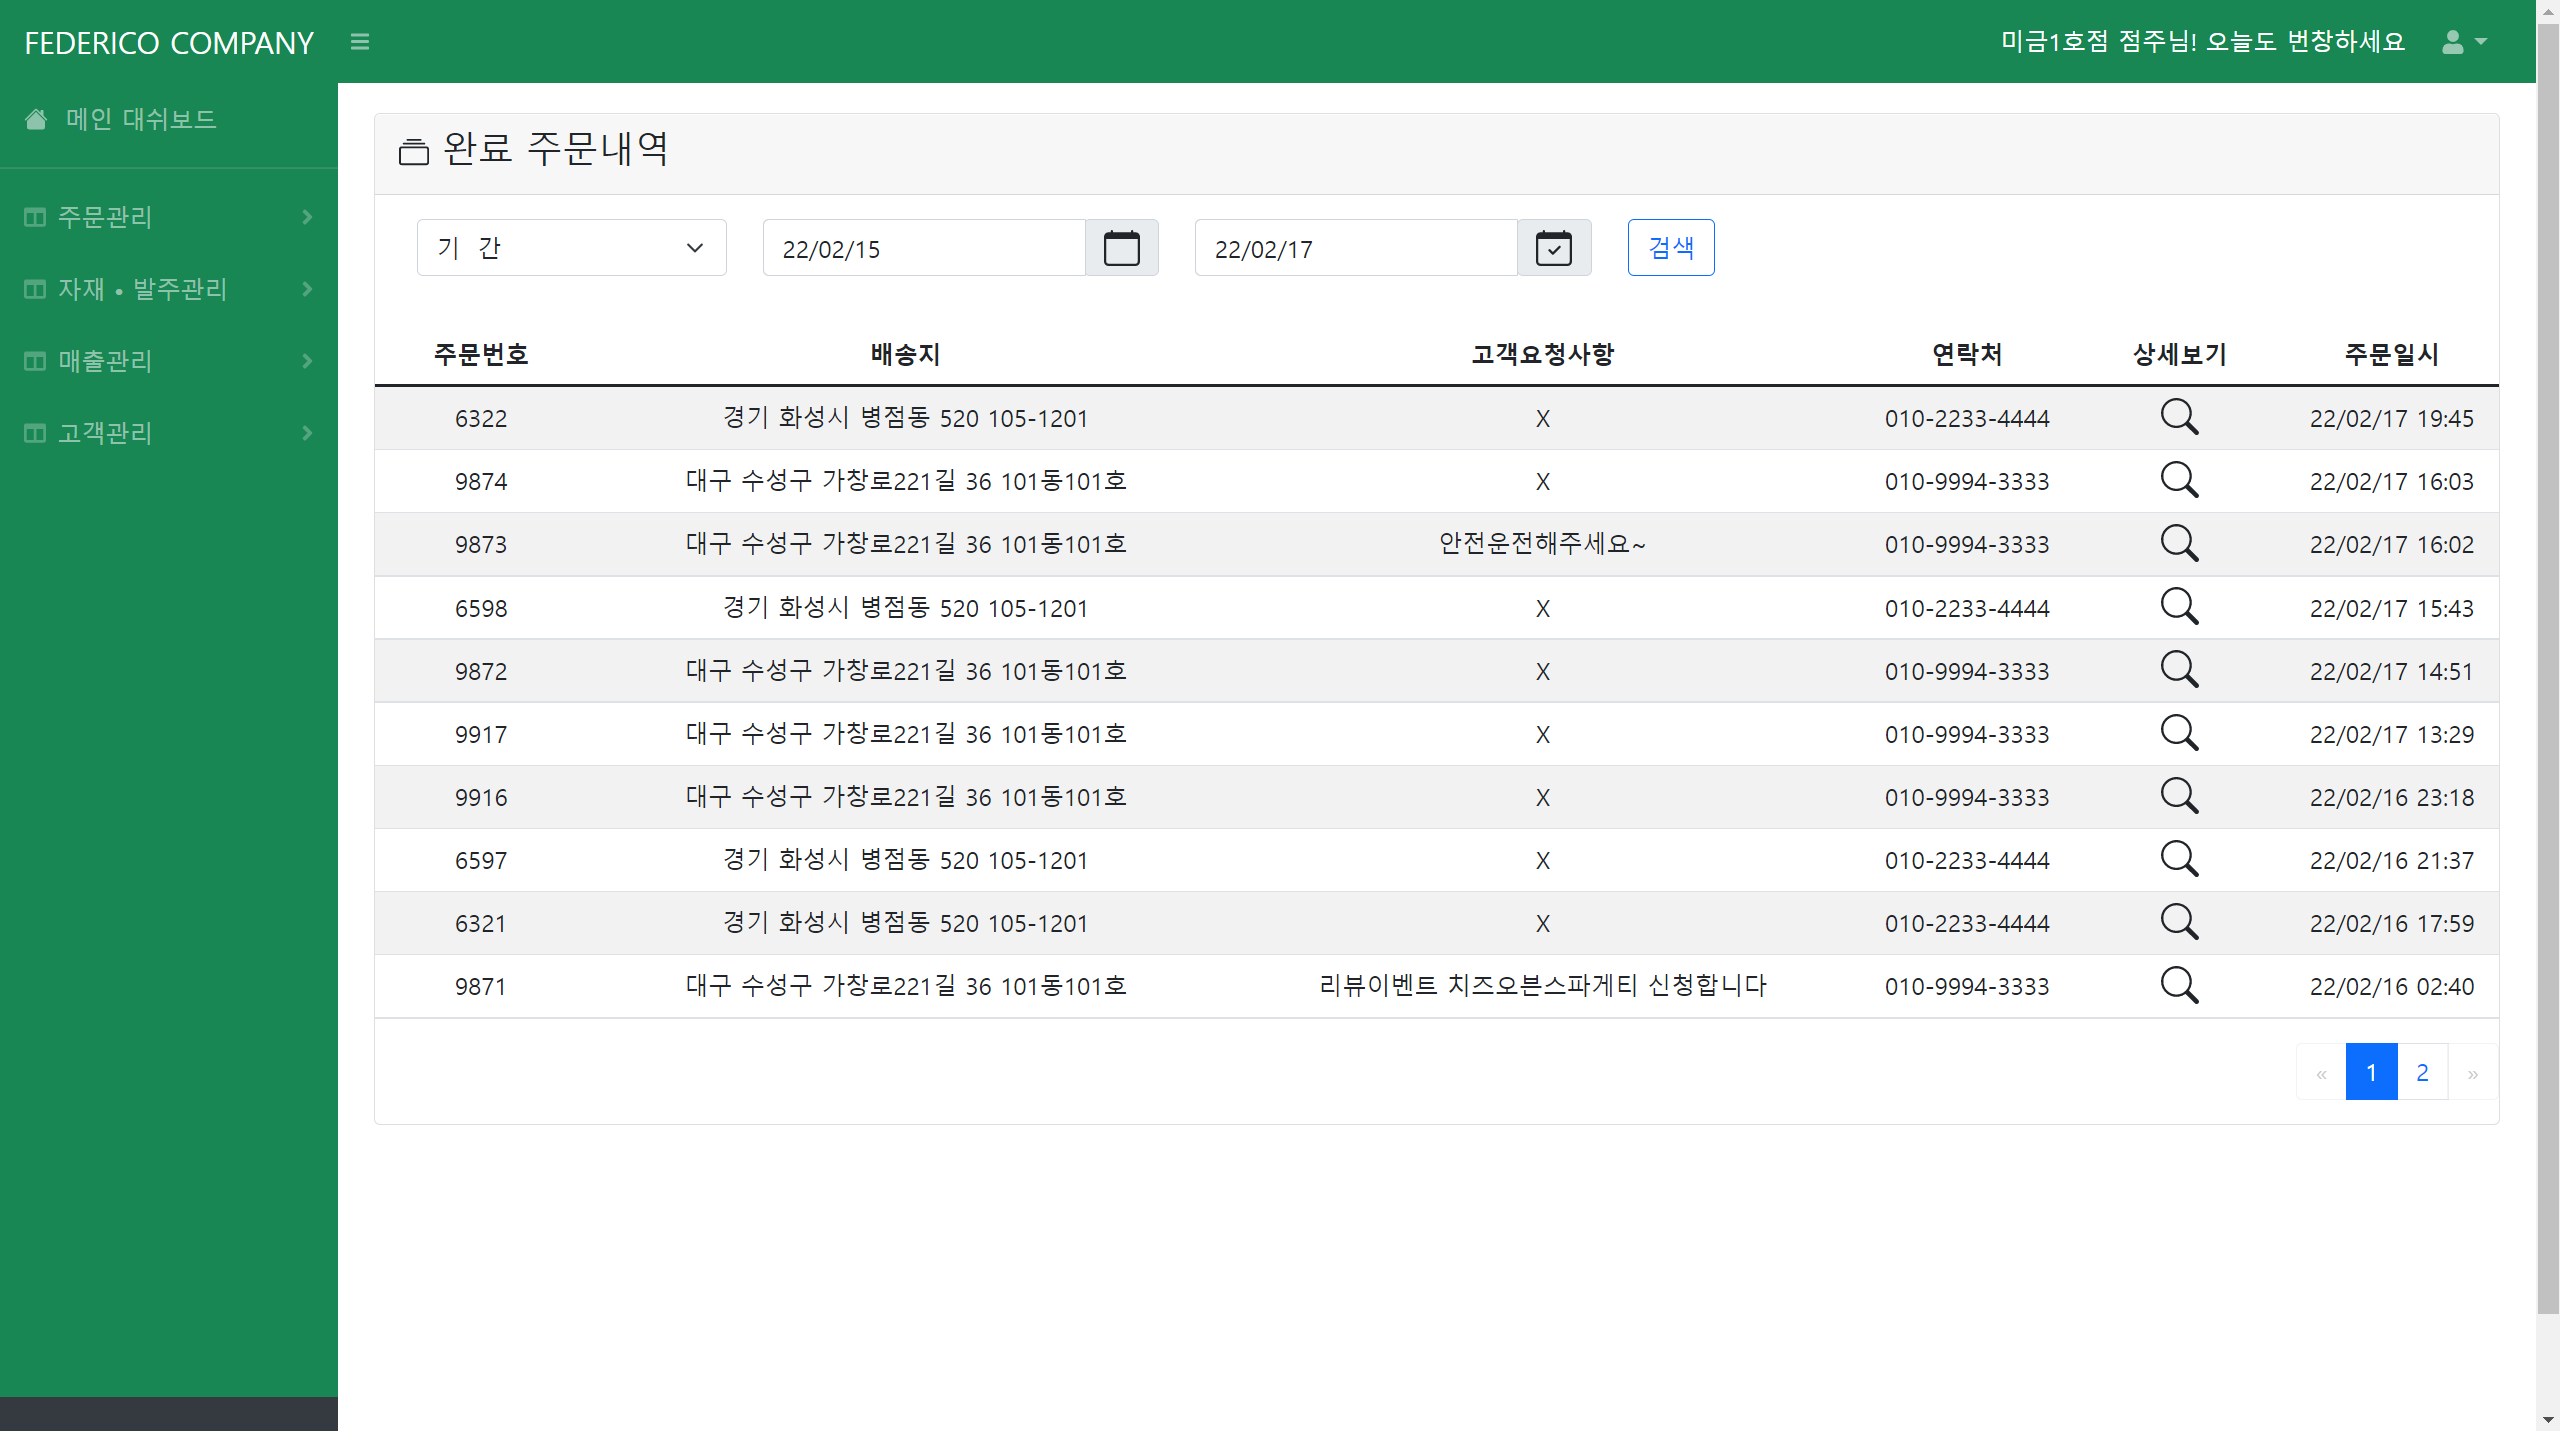 FEDERICO COMPANY
미금1호점 점주님! 오늘도 번창하세요
메인 대쉬보드
주문관리
자재 • 발주관리
매출관리
고객관리
완료 주문내역
기 간 22/02/15 22/02/17 검색
주문번호 배송지 고객요청사항 연락처 상세보기 주문일시
6322 경기 화성시 병점동 520 105-1201 X 010-2233-4444 22/02/17 19:45
9874 대구 수성구 가창로221길 36 101동101호 X 010-9994-3333 22/02/17 16:03
9873 대구 수성구 가창로221길 36 101동101호 안전운전해주세요~ 010-9994-3333 22/02/17 16:02
6598 경기 화성시 병점동 520 105-1201 X 010-2233-4444 22/02/17 15:43
9872 대구 수성구 가창로221길 36 101동101호 X 010-9994-3333 22/02/17 14:51
9917 대구 수성구 가창로221길 36 101동101호 X 010-9994-3333 22/02/17 13:29
9916 대구 수성구 가창로221길 36 101동101호 X 010-9994-3333 22/02/16 23:18
6597 경기 화성시 병점동 520 105-1201 X 010-2233-4444 22/02/16 21:37
6321 경기 화성시 병점동 520 105-1201 X 010-2233-4444 22/02/16 17:59
9871 대구 수성구 가창로221길 36 101동101호 리뷰이벤트 치즈오븐스파게티 신청합니다 010-9994-3333 22/02/16 02:40
« 1 2 »